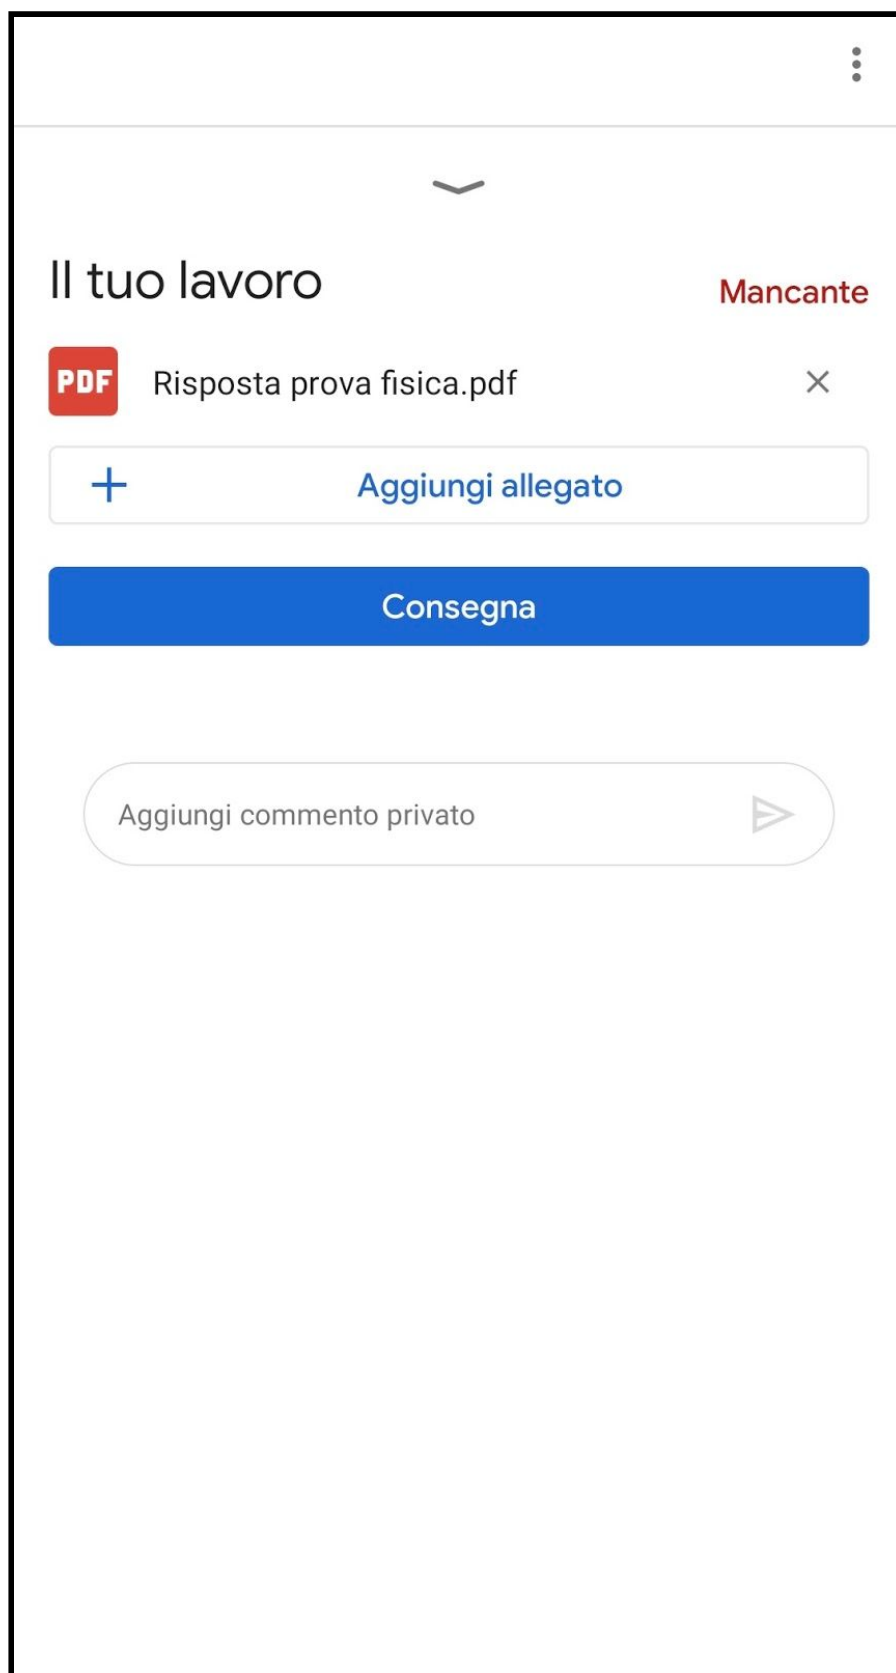 Il tuo lavoro
Mancante
PDF
Risposta prova fisica.pdf
Aggiungi allegato
Consegna
Aggiungi commento privato